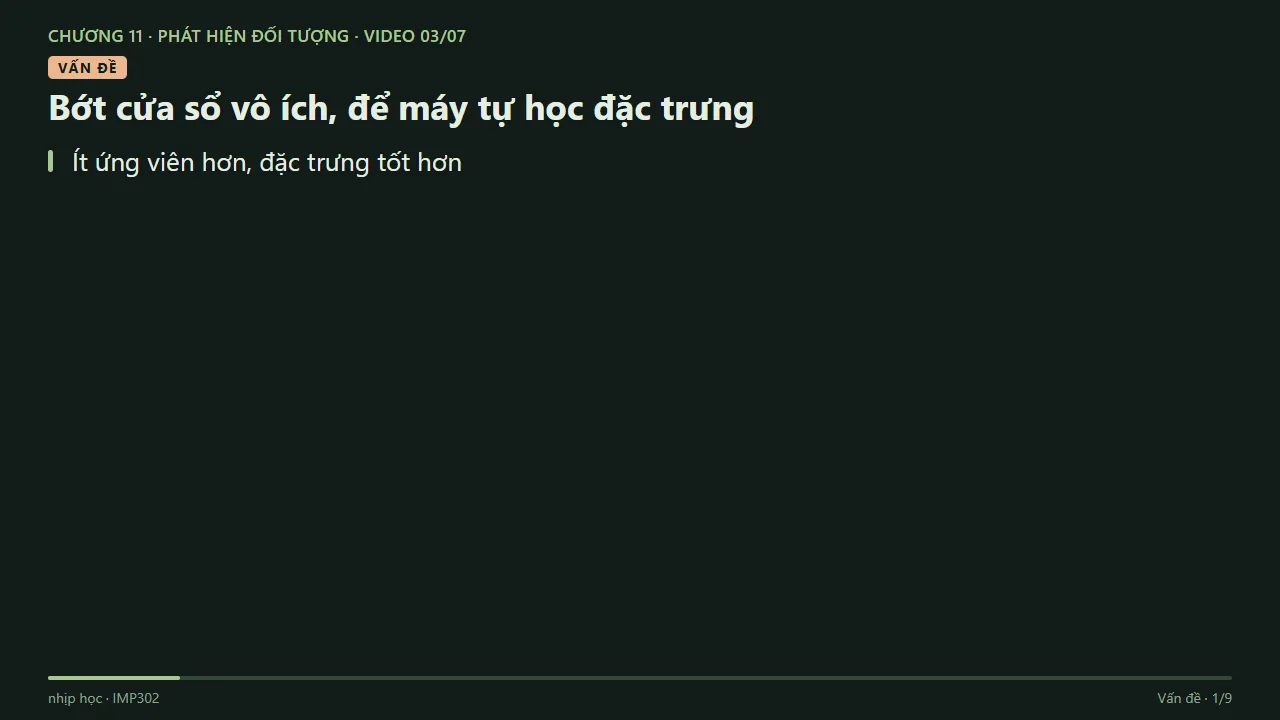 CHƯƠNG 11 · PHÁT HIỆN ĐỐI TƯỢNG · VIDEO 03/07
VẤN ĐỀ
Bớt cửa sổ vô ích, để máy tự học đặc trưng
Ít ứng viên hơn, đặc trưng tốt hơn
nhịp học · IMP302
Vấn đề · 1/9